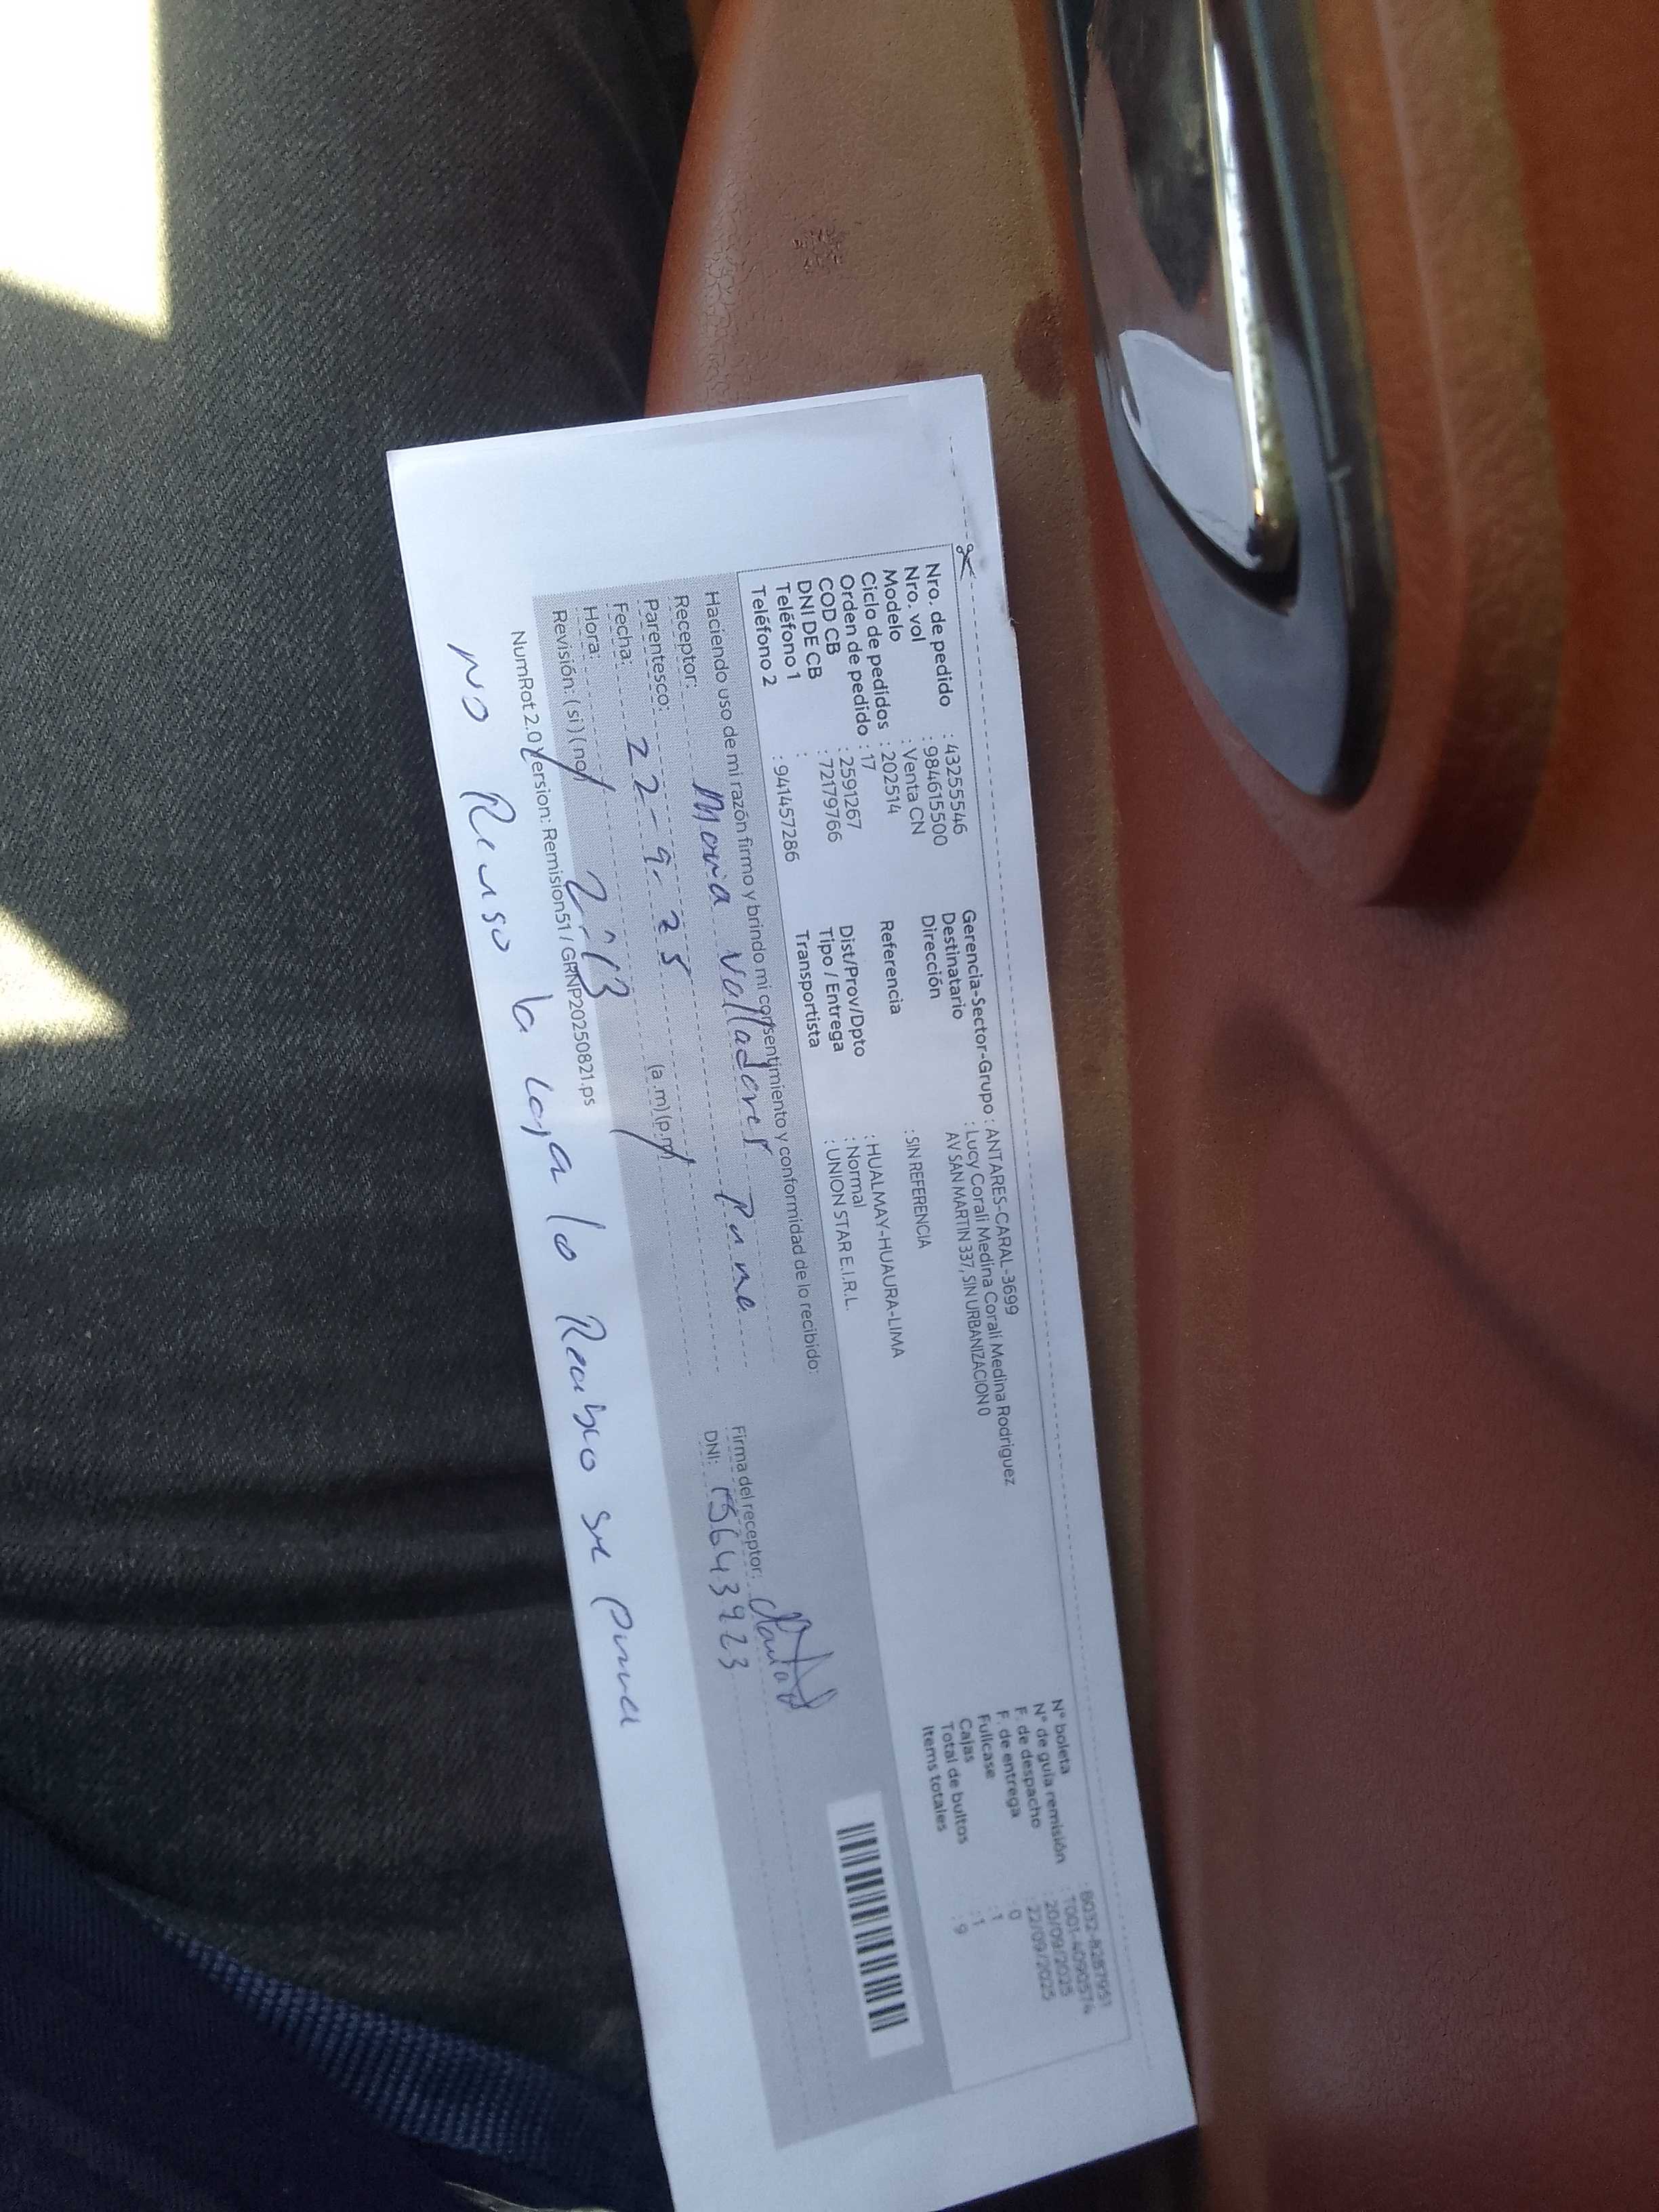 Nro. de pedido : 43255546
Nro. vol : 984615500
Modelo : Venta CN
Ciclo de pedidos : 202514
Orden de pedido : 17
COD CB : 2591267
DNI DE CB : 72179766
Teléfono 1 :
Teléfono 2 : 941457286
Gerencia-Sector-Grupo : ANTARES-CARAL-3699
Destinatario : Lucy Corali Medina Corali Medina Rodriguez
Dirección AV SAN MARTIN 337, SIN URBANIZACION 0
Referencia : SIN REFERENCIA
Dist/Prov/Dpto : HUALMAY-HUAURA-LIMA
Tipo / Entrega : Normal
Transportista : UNION STAR E.I.R.L.
N° boleta : B032-8287951
N° de guía remisión : T001-4090574
F. de despacho : 20/09/2025
F. de entrega : 22/09/2025
Fullcase : 0
Cajas : 1
Total de bultos : 1
Items totales : 9
Haciendo uso de mi razón firmo y brindo mi consentimiento y conformidad de lo recibido:
Receptor: Maria valladares
Parentesco:
Fecha: 22-9-25
Hora: 2:13 (a.m) (p.m)
Revisión: (si) (no)
Firma del receptor:
DNI: 15643923
NumRot 2.0 Version: Remision51 / GRNP20250821.ps
NO Reviso la caja lo Recibio su